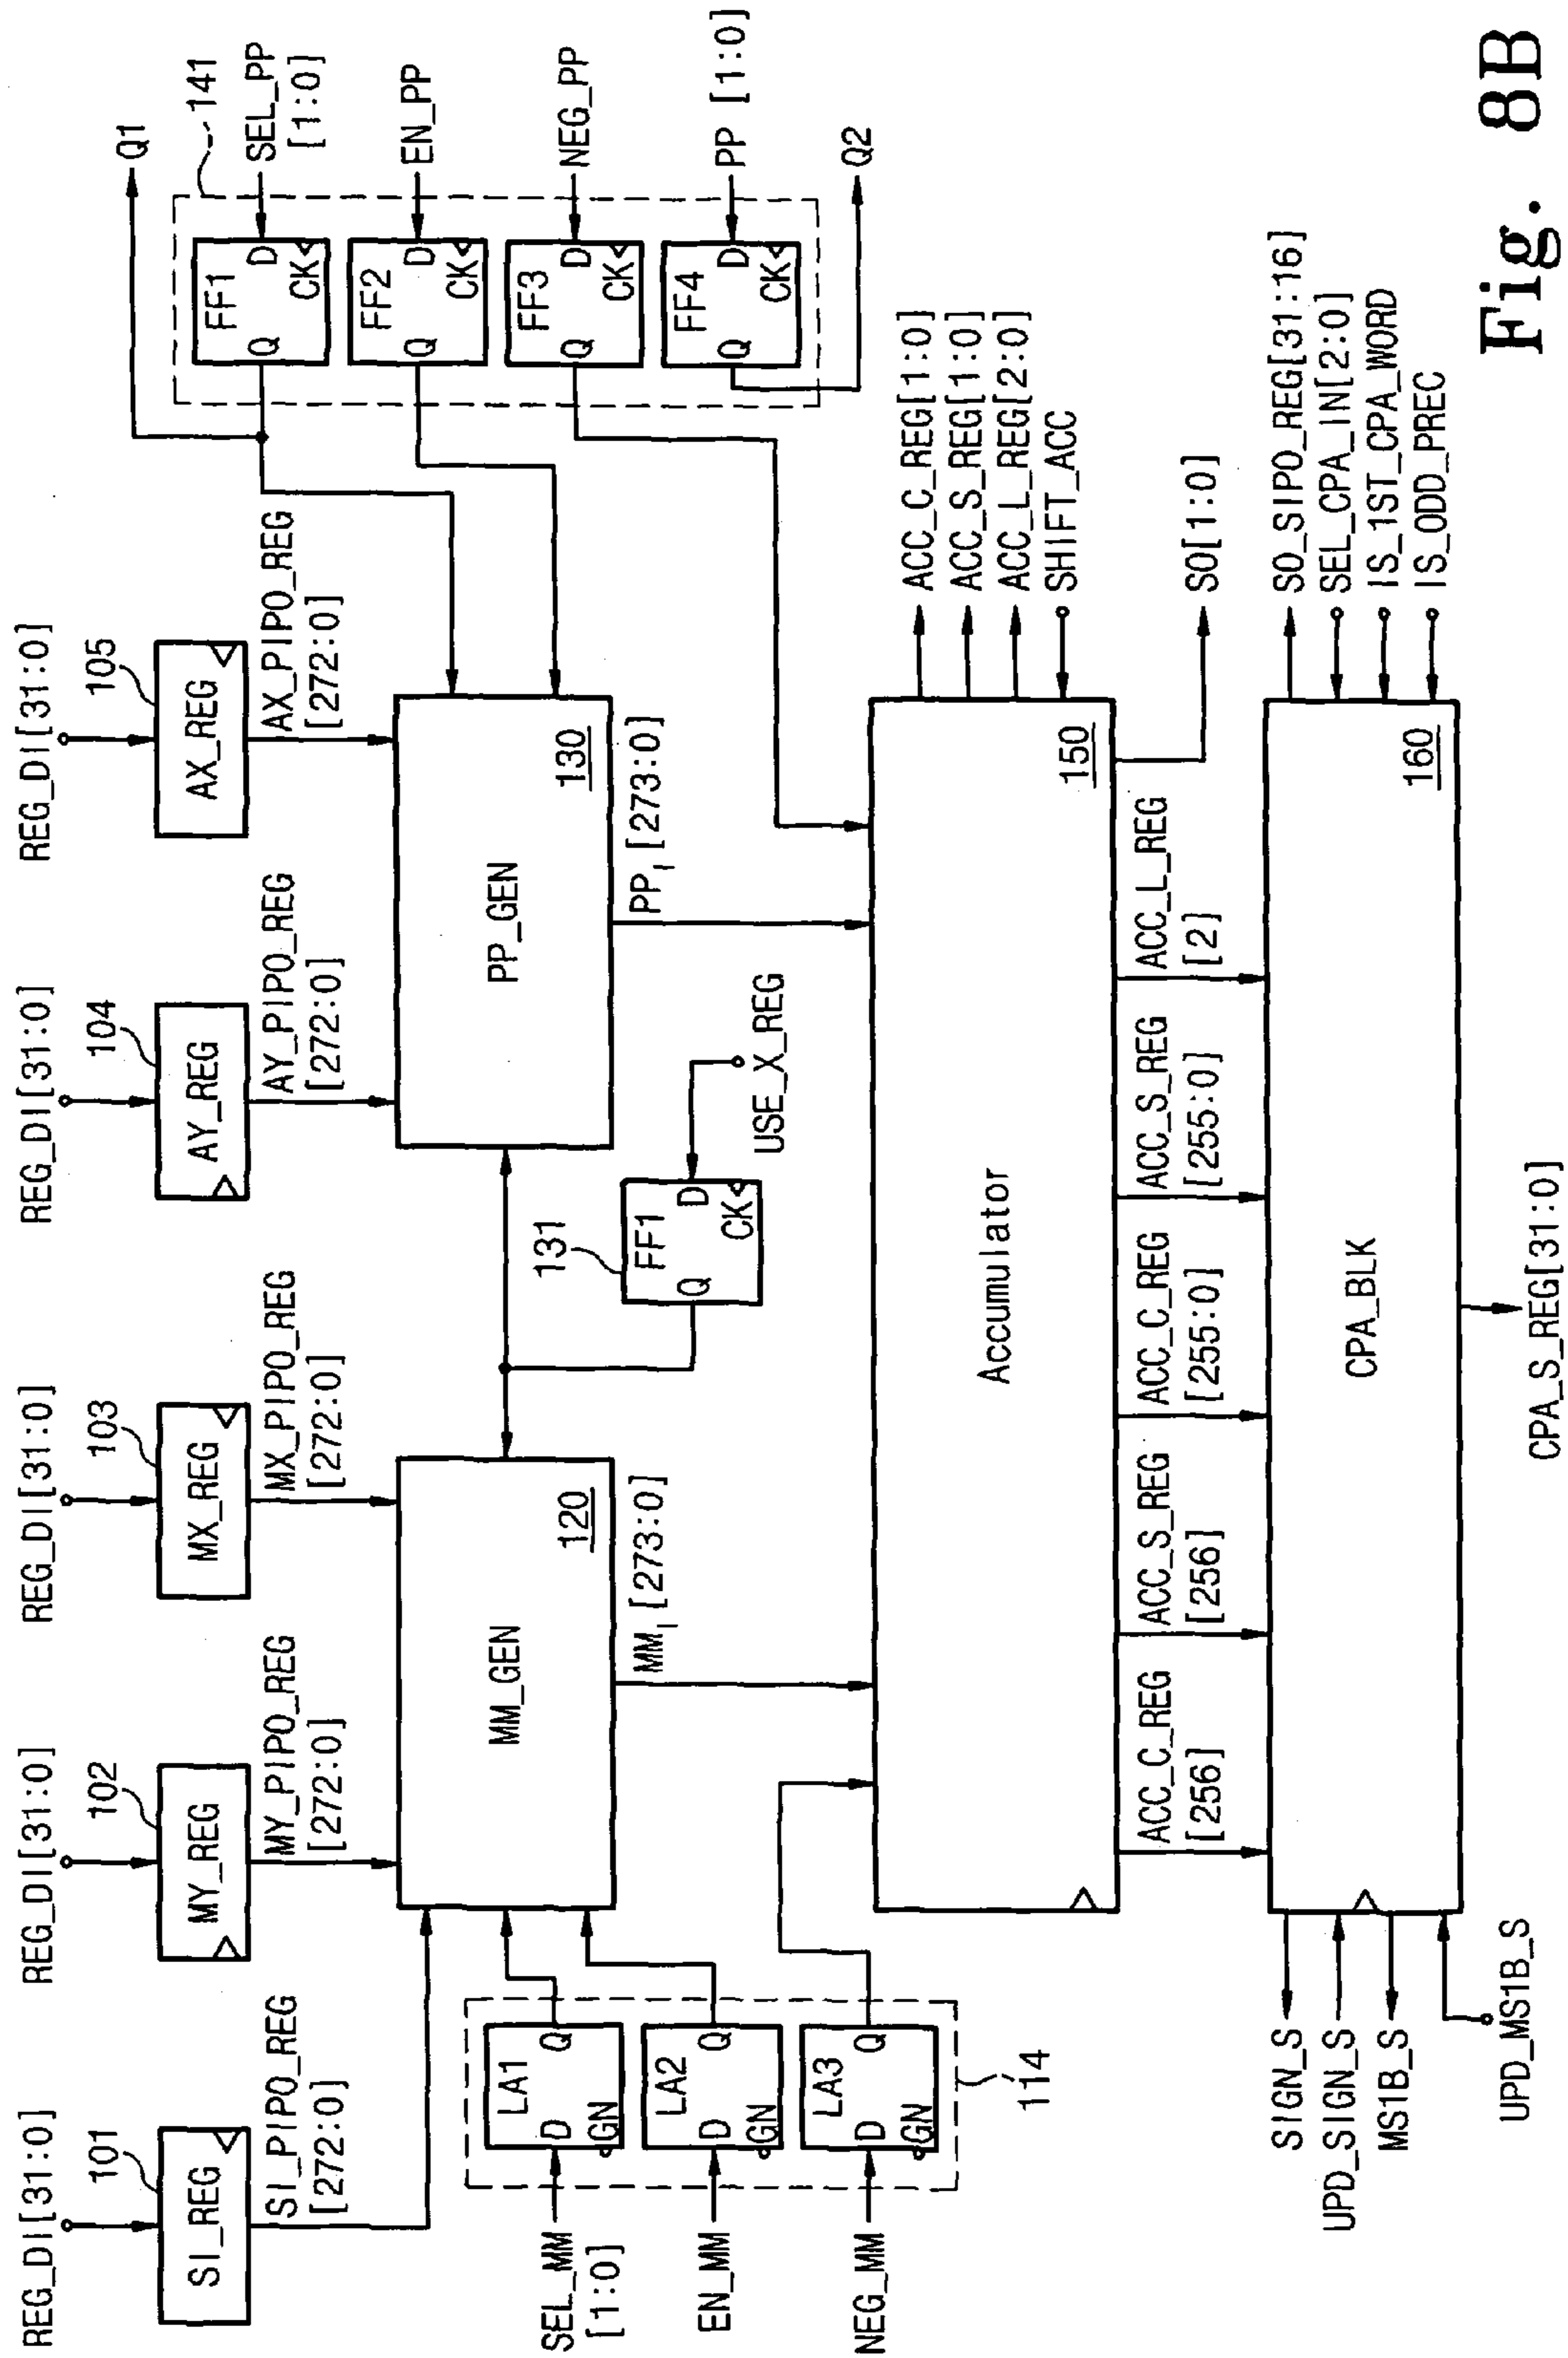 REG_DI[31:0]
REG_DI[31:0]
REG_DI[31:0]
REG_DI[31:0]
REG_DI[31:0]
101
102
103
104
105
SI_REG
MY_REG
MX_REG
AY_REG
AX_REG
SI_PIPO_REG
[272:0]
MY_PIPO_REG
[272:0]
MX_PIPO_REG
[272:0]
AY_PIPO_REG
[272:0]
AX_PIPO_REG
[272:0]
Q1
141
SEL_MM
[1:0]
EN_MM
NEG_MM
LA1
D
Q
GN
LA2
D
Q
GN
LA3
D
Q
GN
114
MM_GEN
120
MM_I [273:0]
131
FF1
Q
D
CK
USE_X_REG
PP_GEN
130
PP_I [273:0]
FF1
Q
D
CK
SEL_PP
[1:0]
FF2
Q
D
CK
EN_PP
FF3
Q
D
CK
NEG_PP
FF4
Q
D
CK
PP [1:0]
Q2
Accumulator
150
ACC_C_REG[1:0]
ACC_S_REG[1:0]
ACC_L_REG[2:0]
SHIFT_ACC
SO[1:0]
ACC_C_REG
[256]
ACC_S_REG
[256]
ACC_C_REG
[255:0]
ACC_S_REG
[255:0]
ACC_L_REG
[2]
CPA_BLK
160
SO_SIPO_REG[31:16]
SEL_CPA_IN[2:0]
IS_1ST_CPA_WORD
IS_ODD_PREC
SIGN_S
UPD_SIGN_S
MS1B_S
UPD_MS1B_S
CPA_S_REG[31:0]
Fig. 8B